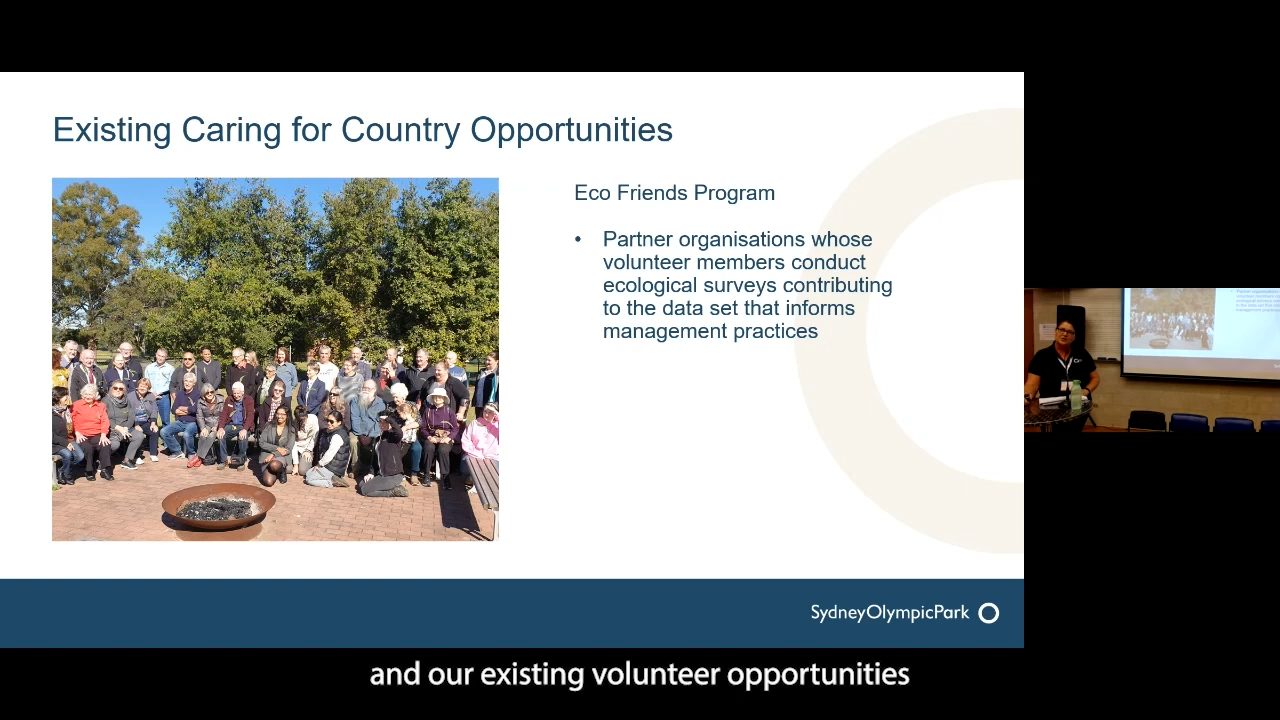 Existing Caring for Country Opportunities
Eco Friends Program
• Partner organisations whose
volunteer members conduct
ecological surveys contributing
to the data set that informs
management practices
SydneyOlympicPark
and our existing volunteer opportunities